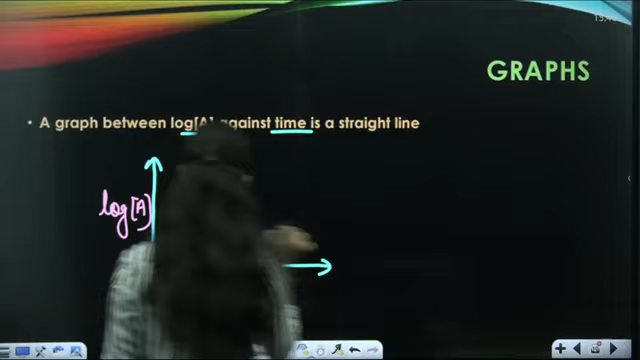 GRAPHS
• A graph between log[A] against time is a straight line
log[A]